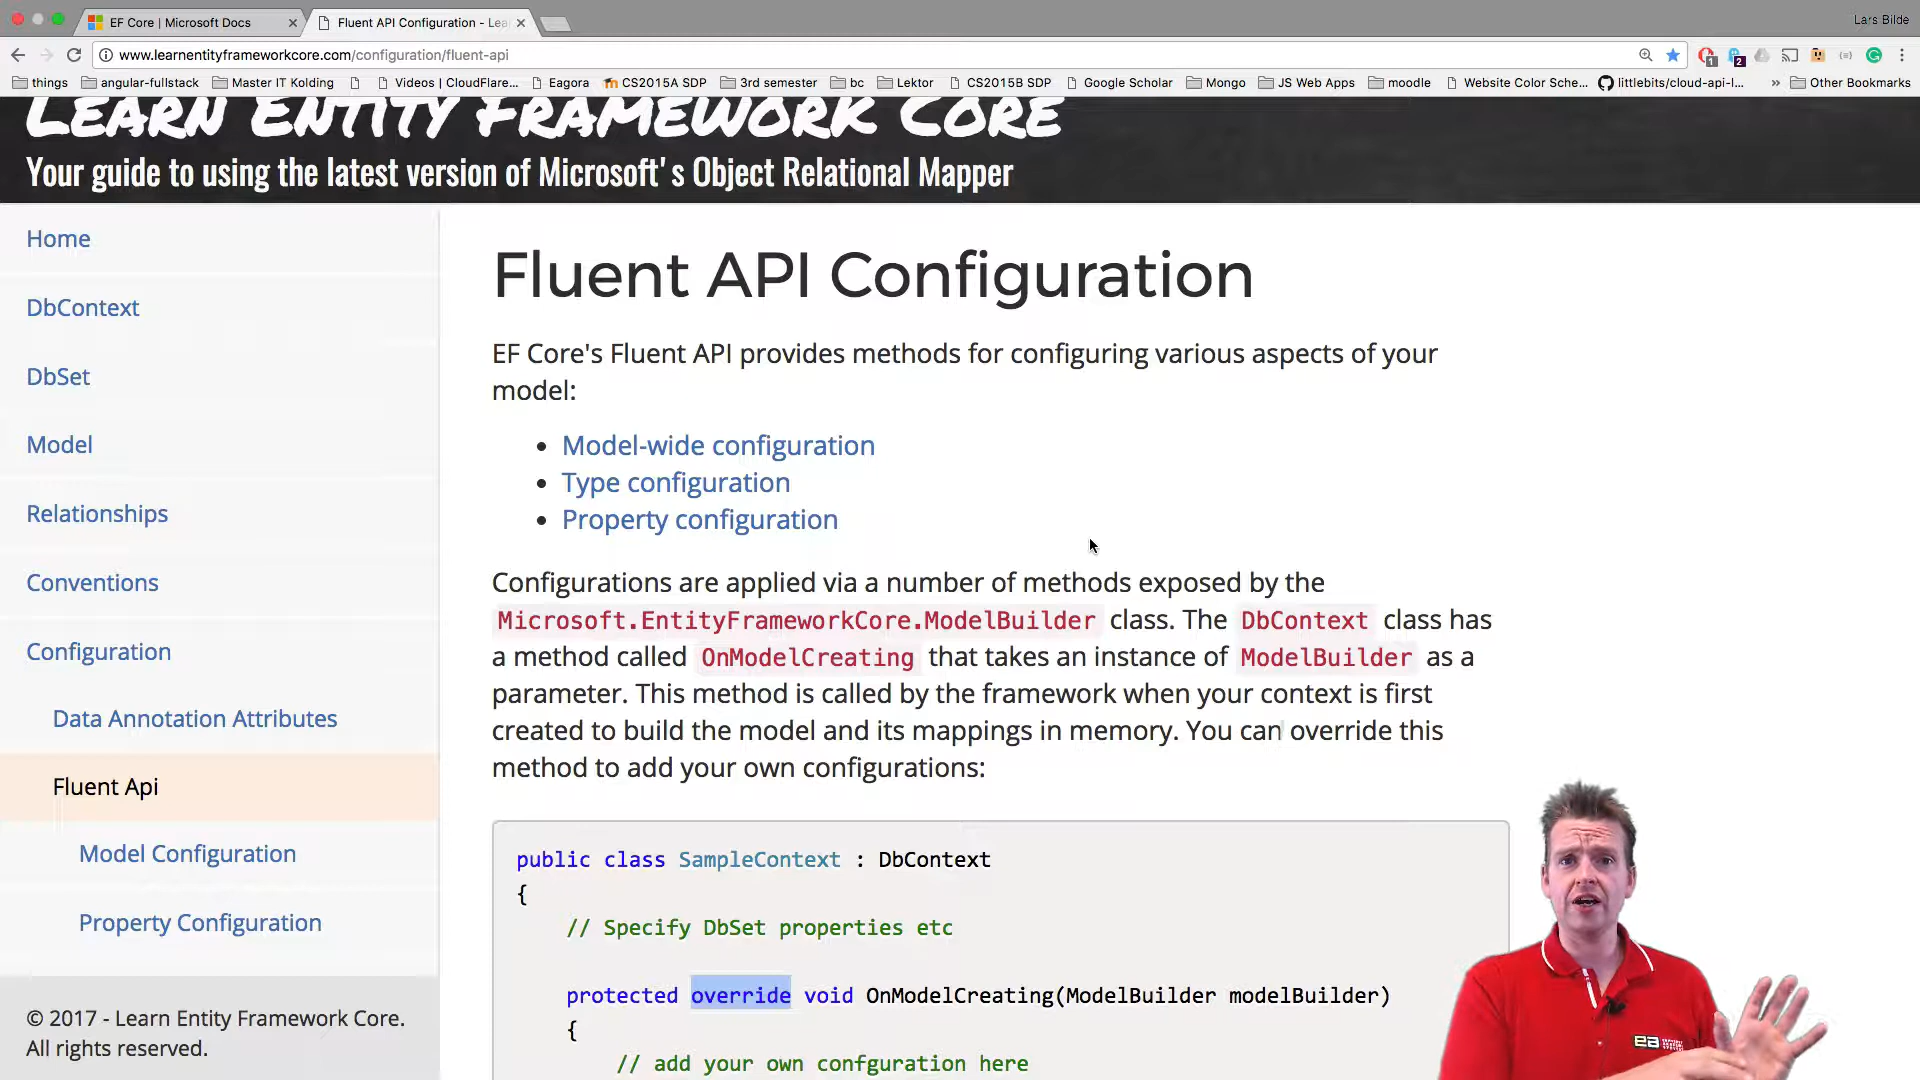 EF Core | Microsoft Docs
Fluent API Configuration - Lea
Lars Bilde
www.learnentityframeworkcore.com/configuration/fluent-api
1
2
things
angular-fullstack
Master IT Kolding
Videos | CloudFlare...
Eagora
CS2015A SDP
3rd semester
bc
Lektor
CS2015B SDP
Google Scholar
Mongo
JS Web Apps
moodle
Website Color Sche...
littlebits/cloud-api-l...
»
Other Bookmarks
LEARN ENTITY FRAMEWORK CORE
Your guide to using the latest version of Microsoft's Object Relational Mapper
Home
DbContext
DbSet
Model
Relationships
Conventions
Configuration
Data Annotation Attributes
Fluent Api
Model Configuration
Property Configuration
© 2017 - Learn Entity Framework Core.
All rights reserved.
Fluent API Configuration
EF Core's Fluent API provides methods for configuring various aspects of your
model:
• Model-wide configuration
• Type configuration
• Property configuration
Configurations are applied via a number of methods exposed by the
Microsoft.EntityFrameworkCore.ModelBuilder class. The DbContext class has
a method called OnModelCreating that takes an instance of ModelBuilder as a
parameter. This method is called by the framework when your context is first
created to build the model and its mappings in memory. You can override this
method to add your own configurations:
public class SampleContext : DbContext
{
// Specify DbSet properties etc
protected override void OnModelCreating(ModelBuilder modelBuilder)
{
// add your own confguration here
ea